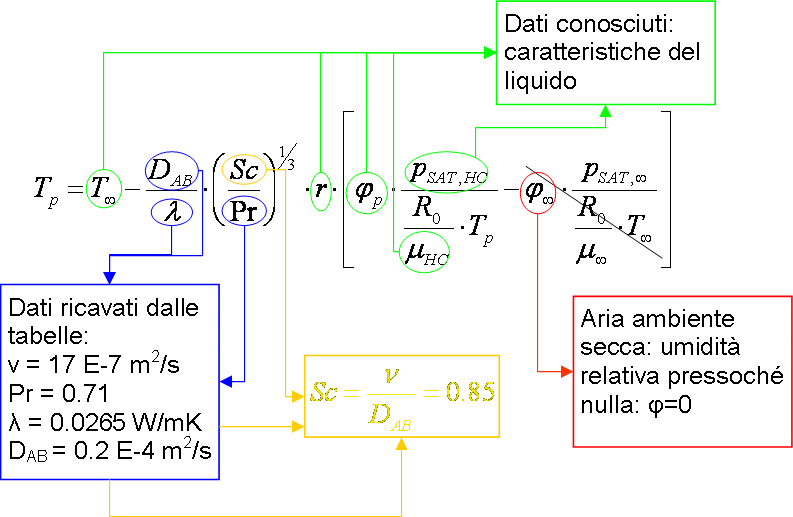 Dati conosciuti:
caratteristiche del
liquido
T_p = T_∞ − D_AB/λ · (Sc/Pr)^(1/3) · r · [φ_p · p_SAT,HC/(R_0/μ_HC · T_p) − φ_∞ · p_SAT,∞/(R_0/μ_∞ · T_∞)]
Dati ricavati dalle
tabelle:
ν = 17 E-7 m²/s
Pr = 0.71
λ = 0.0265 W/mK
D_AB = 0.2 E-4 m²/s
Sc = ν/D_AB = 0.85
Aria ambiente
secca: umidità
relativa pressoché
nulla: φ=0